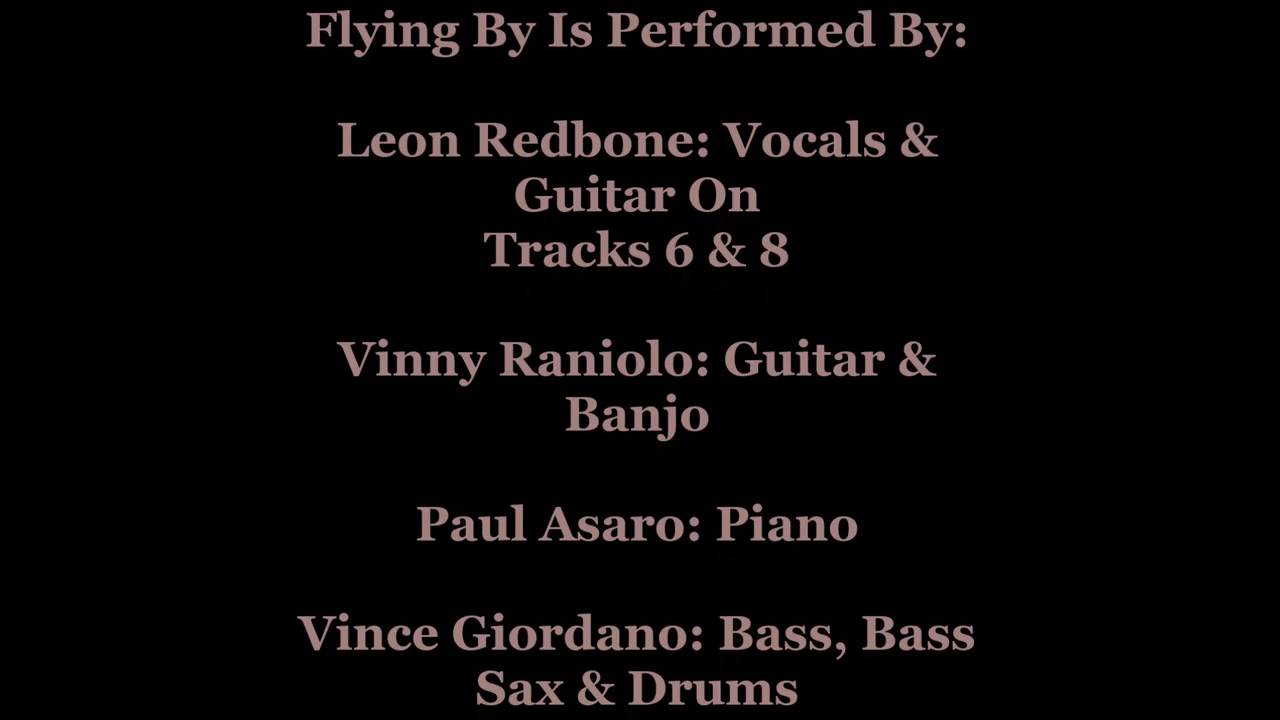 Flying By Is Performed By:
Leon Redbone: Vocals &
Guitar On
Tracks 6 & 8
Vinny Raniolo: Guitar &
Banjo
Paul Asaro: Piano
Vince Giordano: Bass, Bass
Sax & Drums